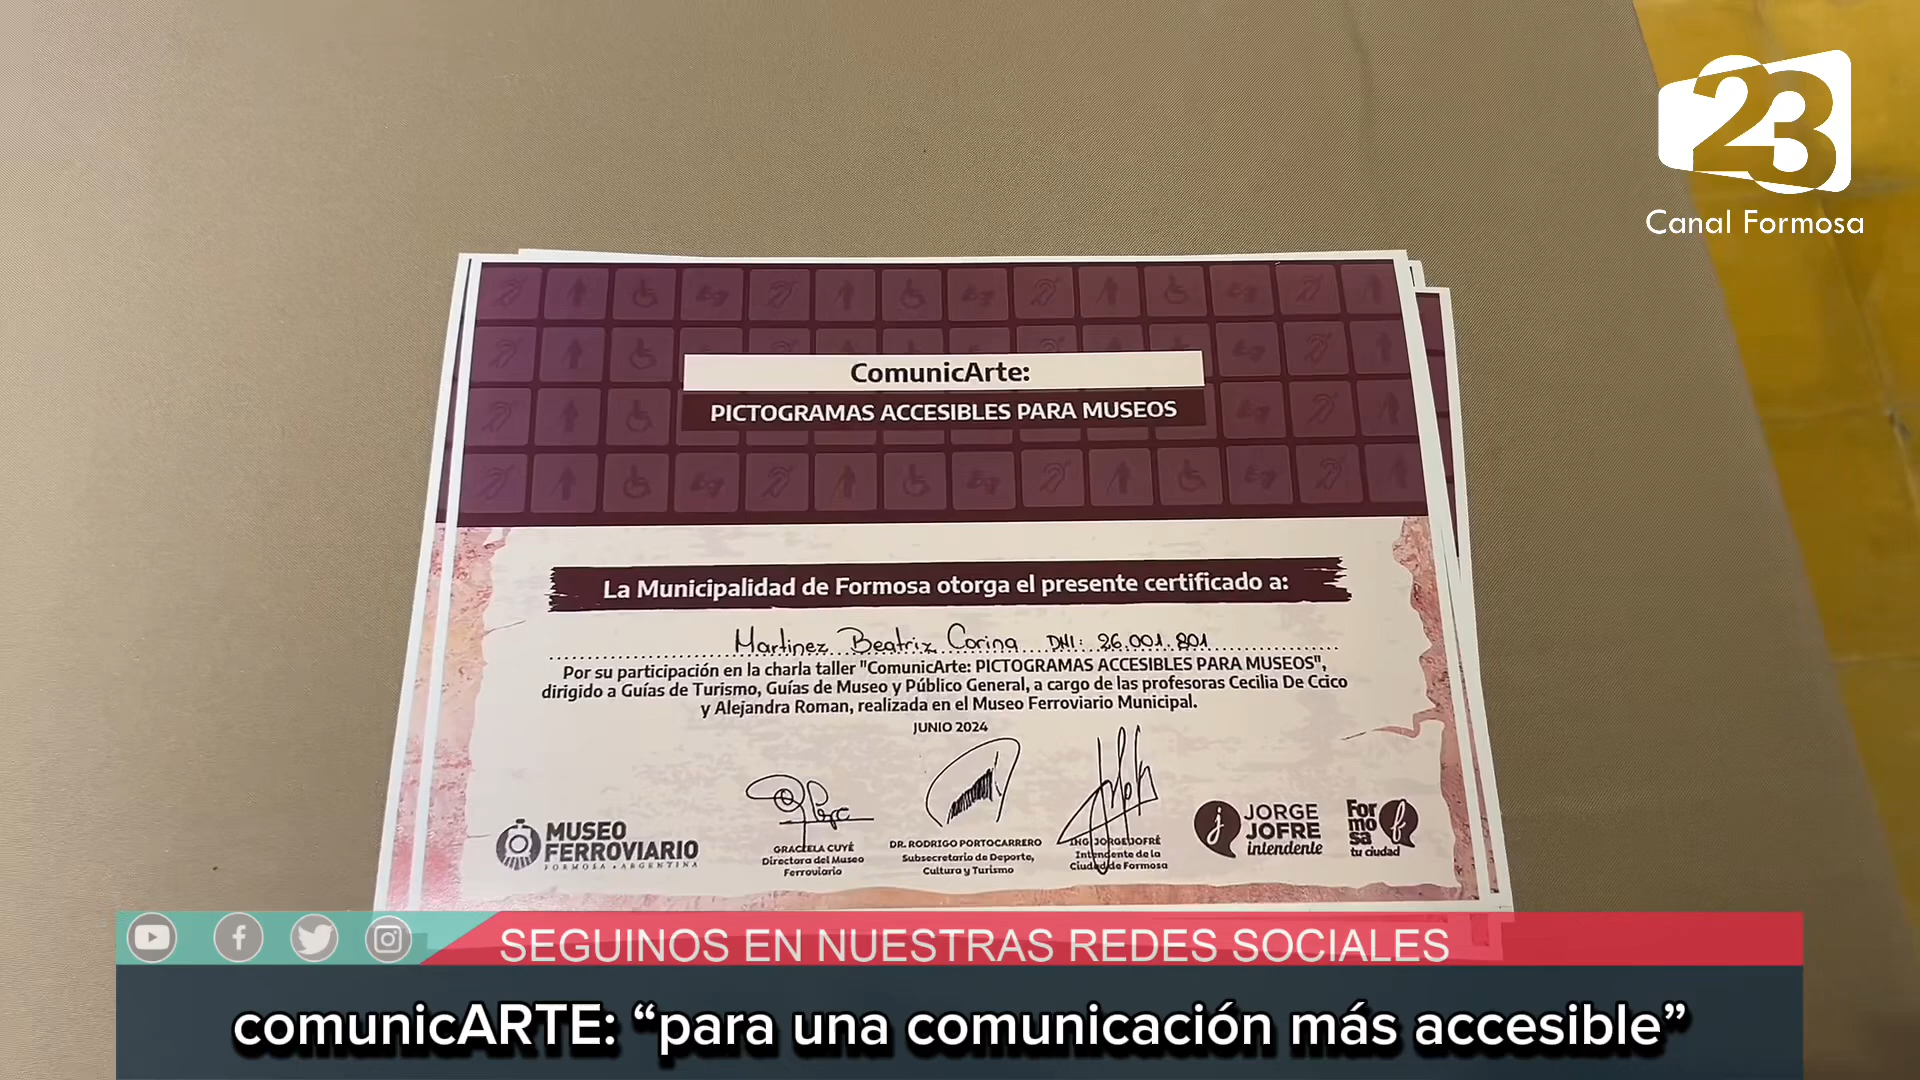 23
Canal Formosa
ComunicArte:
PICTOGRAMAS ACCESIBLES PARA MUSEOS
La Municipalidad de Formosa otorga el presente certificado a:
Martinez Beatriz Corina DNI: 26.001.801
Por su participación en la charla taller "ComunicArte: PICTOGRAMAS ACCESIBLES PARA MUSEOS",
dirigido a Guías de Turismo, Guías de Museo y Público General, a cargo de las profesoras Cecilia De Ccico
y Alejandra Roman, realizada en el Museo Ferroviario Municipal.
JUNIO 2024
MUSEO
FERROVIARIO
FORMOSA • ARGENTINA
GRACIELA CUYÉ
Directora del Museo
Ferroviario
DR. RODRIGO PORTOCARRERO
Subsecretario de Deporte,
Cultura y Turismo
ING. JORGE JOFRÉ
Intendente de la
Ciudad de Formosa
j JORGE
JOFRE
intendente
For
mo
sa
tu ciudad
SEGUINOS EN NUESTRAS REDES SOCIALES
comunicARTE: “para una comunicación más accesible”